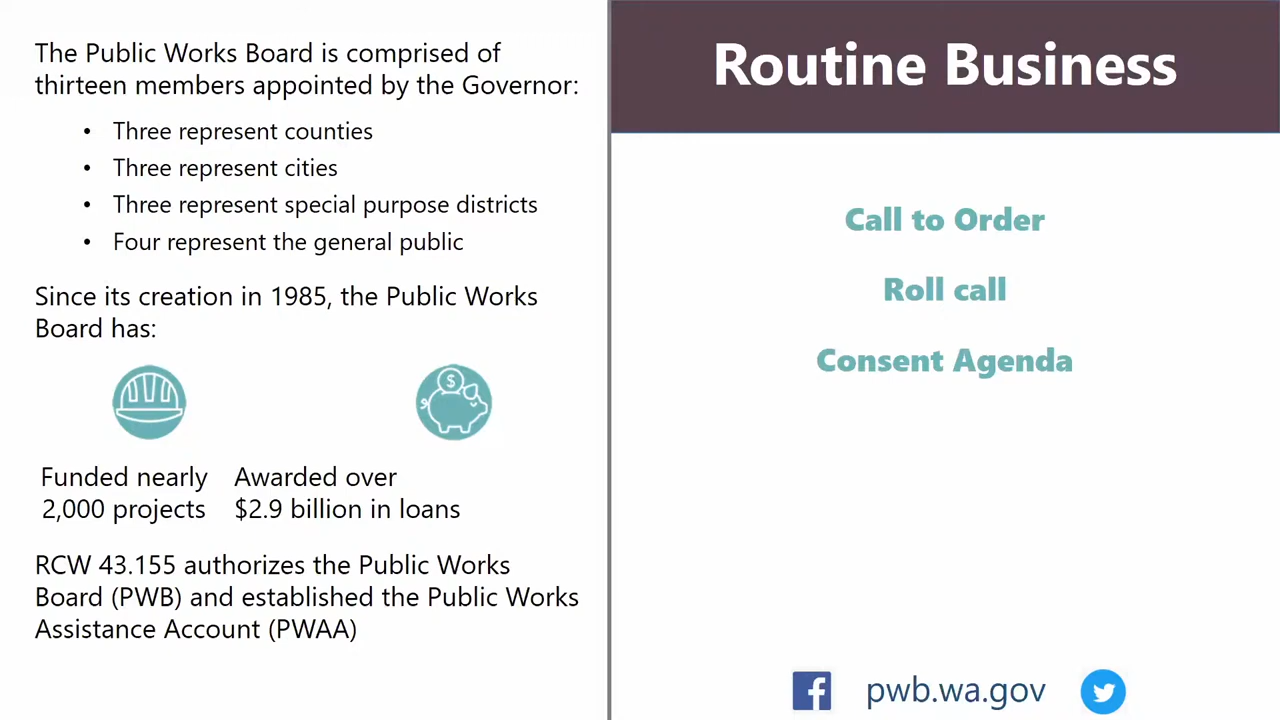 The Public Works Board is comprised of
thirteen members appointed by the Governor:
• Three represent counties
• Three represent cities
• Three represent special purpose districts
• Four represent the general public
Since its creation in 1985, the Public Works
Board has:
$
Funded nearly
2,000 projects
Awarded over
$2.9 billion in loans
RCW 43.155 authorizes the Public Works
Board (PWB) and established the Public Works
Assistance Account (PWAA)
Routine Business
Call to Order
Roll call
Consent Agenda
f
pwb.wa.gov